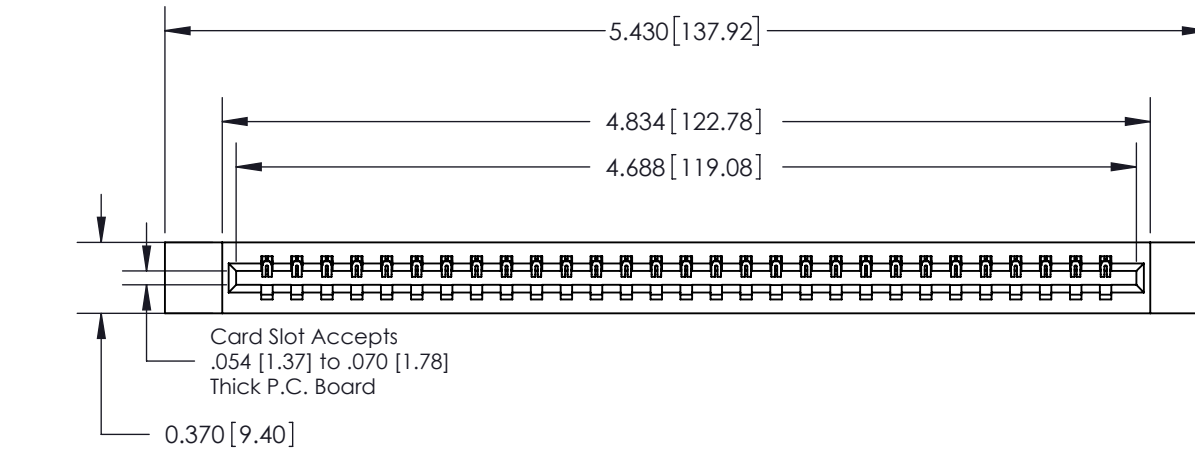 5.430[137.92]
4.834[122.78]
4.688[119.08]
Card Slot Accepts
.054 [1.37] to .070 [1.78]
Thick P.C. Board
0.370[9.40]